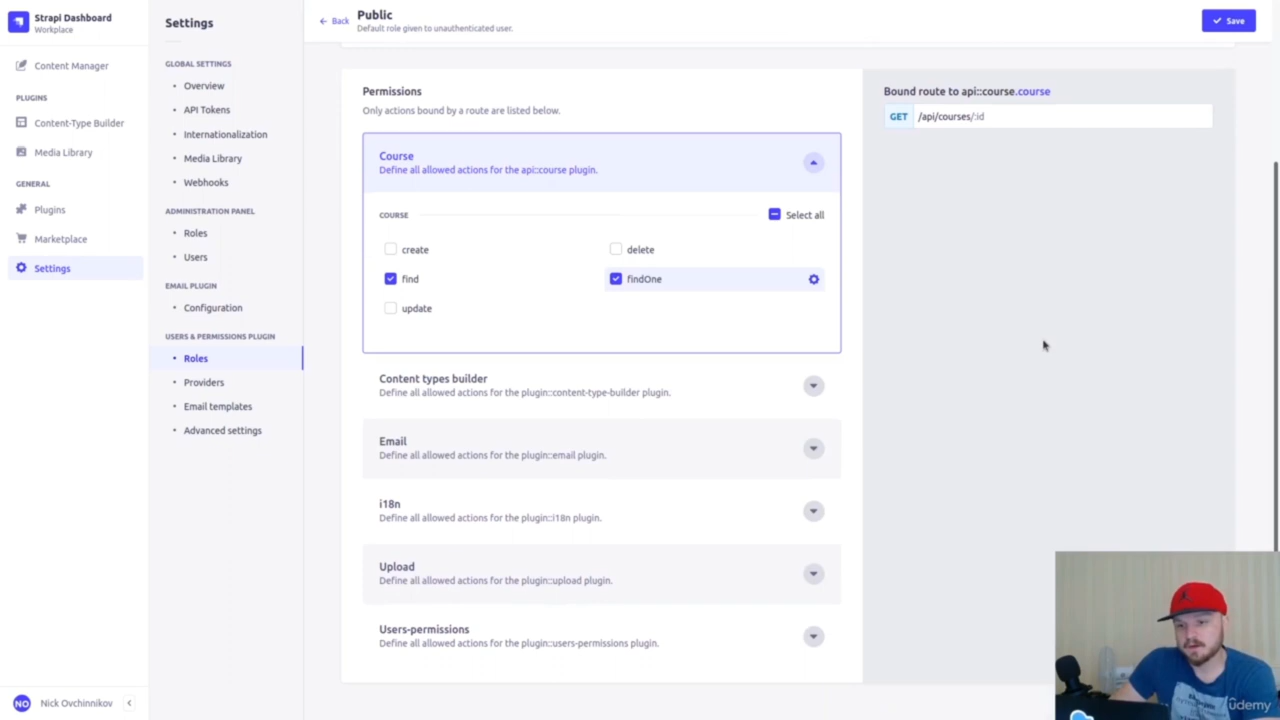 Strapi Dashboard
Workplace
Content Manager
PLUGINS
Content-Type Builder
Media Library
GENERAL
Plugins
Marketplace
Settings
NO Nick Ovchinnikov
Settings
GLOBAL SETTINGS
Overview
API Tokens
Internationalization
Media Library
Webhooks
ADMINISTRATION PANEL
Roles
Users
EMAIL PLUGIN
Configuration
USERS & PERMISSIONS PLUGIN
Roles
Providers
Email templates
Advanced settings
Back
Public
Default role given to unauthenticated user.
Save
Permissions
Only actions bound by a route are listed below.
Course
Define all allowed actions for the api::course plugin.
COURSE
Select all
create
delete
find
findOne
update
Content types builder
Define all allowed actions for the plugin::content-type-builder plugin.
Email
Define all allowed actions for the plugin::email plugin.
i18n
Define all allowed actions for the plugin::i18n plugin.
Upload
Define all allowed actions for the plugin::upload plugin.
Users-permissions
Define all allowed actions for the plugin::users-permissions plugin.
Bound route to api::course.course
GET /api/courses/:id
ûdemy